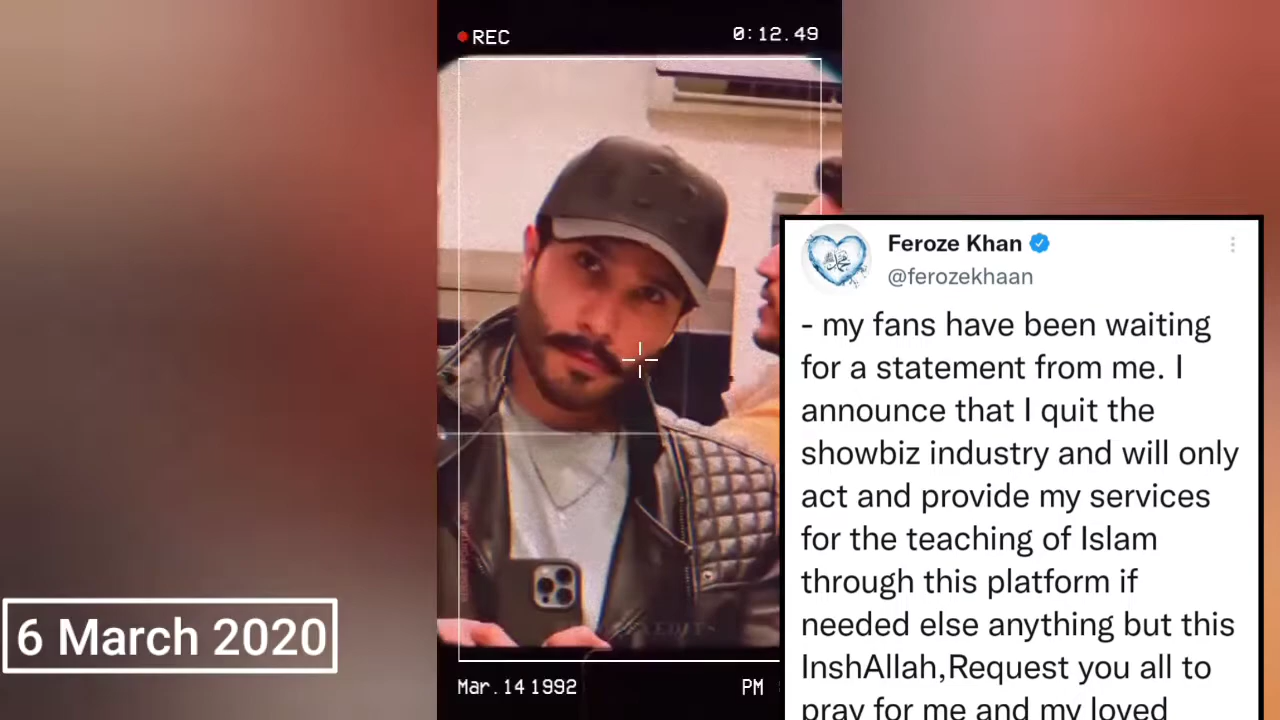 REC
0:12.49
Feroze Khan
@ferozekhaan
- my fans have been waiting
for a statement from me. I
announce that I quit the
showbiz industry and will only
act and provide my services
for the teaching of Islam
through this platform if
needed else anything but this
InshAllah,Request you all to
pray for me and my loved
6 March 2020
Mar.14 1992
PM